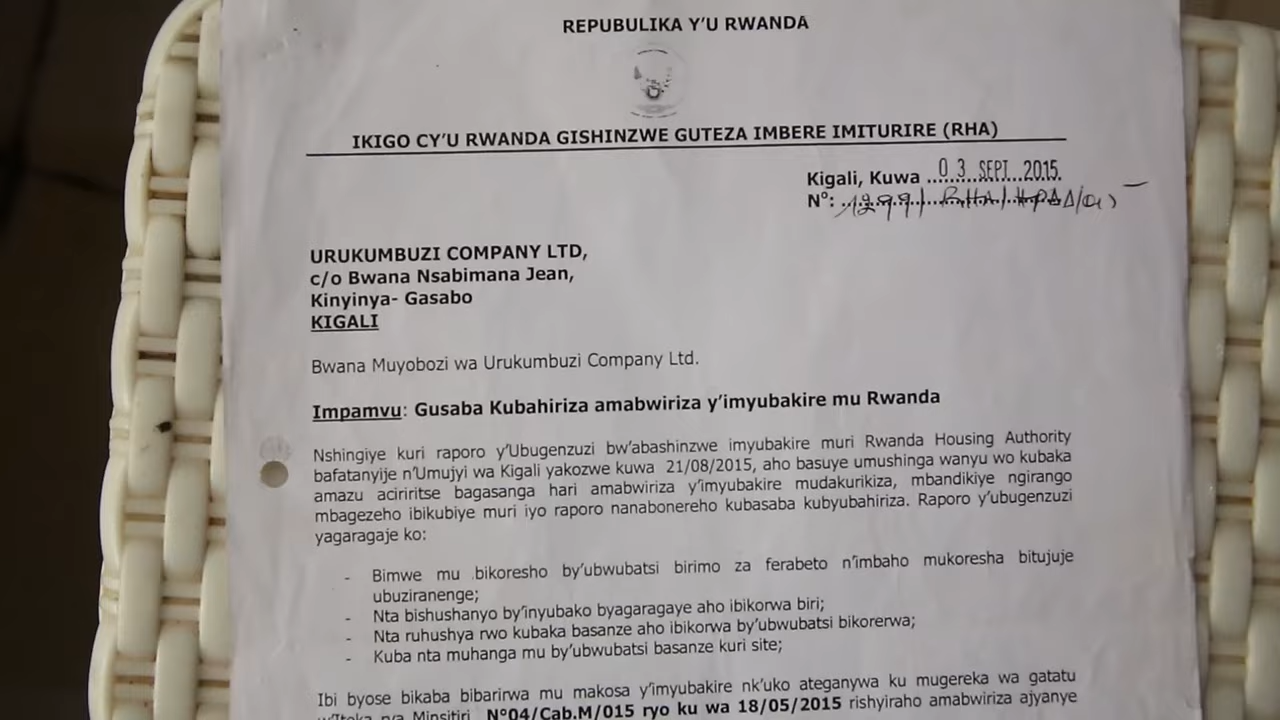 REPUBULIKA Y'U RWANDA
IKIGO CY'U RWANDA GISHINZWE GUTEZA IMBERE IMITURIRE (RHA)
Kigali, Kuwa ..03 SEPT 2015.
N°:
URUKUMBUZI COMPANY LTD,
c/o Bwana Nsabimana Jean,
Kinyinya- Gasabo
KIGALI
Bwana Muyobozi wa Urukumbuzi Company Ltd.
Impamvu: Gusaba Kubahiriza amabwiriza y'imyubakire mu Rwanda
Nshingiye kuri raporo y'Ubugenzuzi bw'abashinzwe imyubakire muri Rwanda Housing Authority
bafatanyije n'Umujyi wa Kigali yakozwe kuwa 21/08/2015, aho basuye umushinga wanyu wo kubaka
amazu aciriritse bagasanga hari amabwiriza y'imyubakire mudakurikiza, mbandikiye ngirango
mbagezeho ibikubiye muri iyo raporo nanabonereho kubasaba kubyubahiriza. Raporo y'ubugenzuzi
yagaragaje ko:
- Bimwe mu bikoresho by'ubwubatsi birimo za ferabeto n'imbaho mukoresha bitujuje
ubuziranenge;
- Nta bishushanyo by'inyubako byagaragaye aho ibikorwa biri;
- Nta ruhushya rwo kubaka basanze aho ibikorwa by'ubwubatsi bikorerwa;
- Kuba nta muhanga mu by'ubwubatsi basanze kuri site;
Ibi byose bikaba bibarirwa mu makosa y'imyubakire nk'uko ateganywa ku mugereka wa gatatu
w'Iteka rya Minsitiri N°04/Cab.M/015 ryo ku wa 18/05/2015 rishyiraho amabwiriza ajyanye